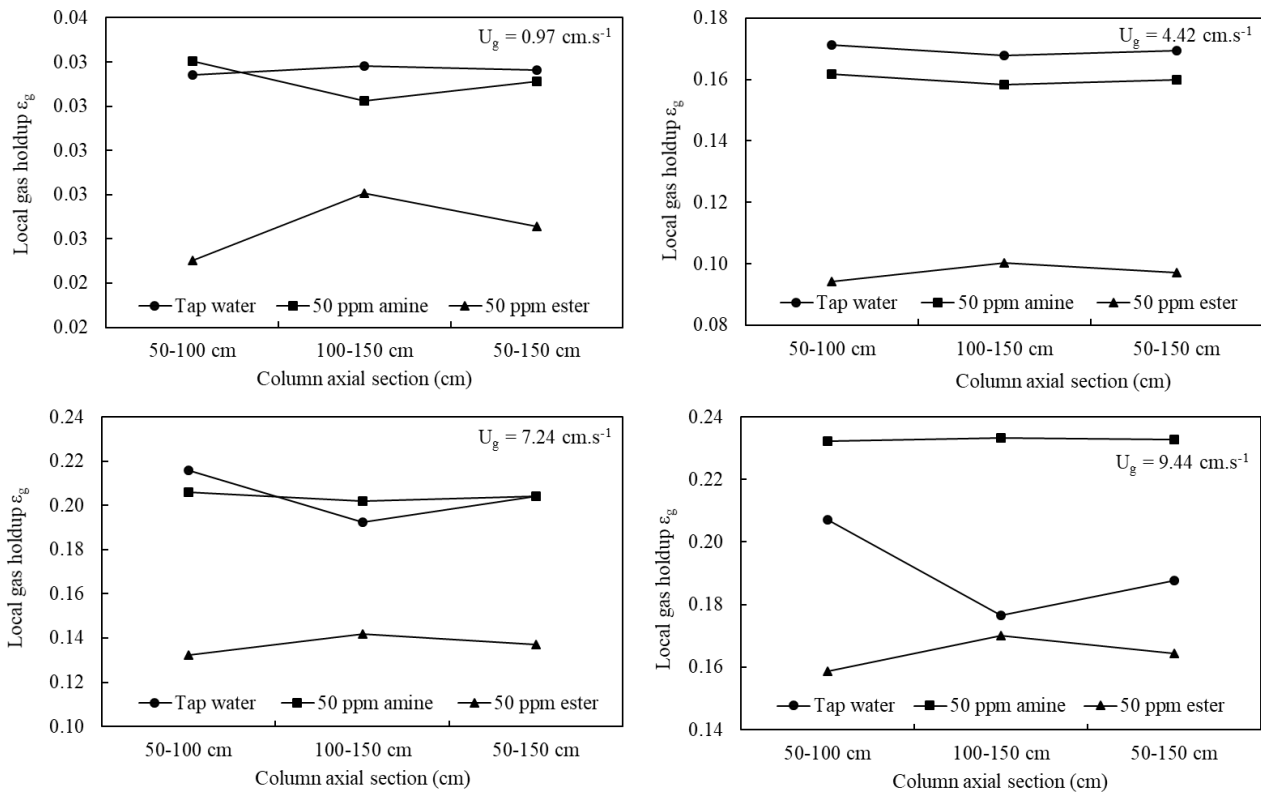 U_g = 0.97 cm.s^-1
Local gas holdup ε_g
0.04
0.03
0.03
0.03
0.03
0.03
0.02
0.02
Tap water 50 ppm amine 50 ppm ester
50-100 cm 100-150 cm 50-150 cm
Column axial section (cm)
U_g = 4.42 cm.s^-1
Local gas holdup ε_g
0.18
0.16
0.14
0.12
0.10
0.08
Tap water 50 ppm amine 50 ppm ester
50-100 cm 100-150 cm 50-150 cm
Column axial section (cm)
U_g = 7.24 cm.s^-1
Local gas holdup ε_g
0.24
0.22
0.20
0.18
0.16
0.14
0.12
0.10
Tap water 50 ppm amine 50 ppm ester
50-100 cm 100-150 cm 50-150 cm
Column axial section (cm)
U_g = 9.44 cm.s^-1
Local gas holdup ε_g
0.24
0.22
0.20
0.18
0.16
0.14
Tap water 50 ppm amine 50 ppm ester
50-100 cm 100-150 cm 50-150 cm
Column axial section (cm)